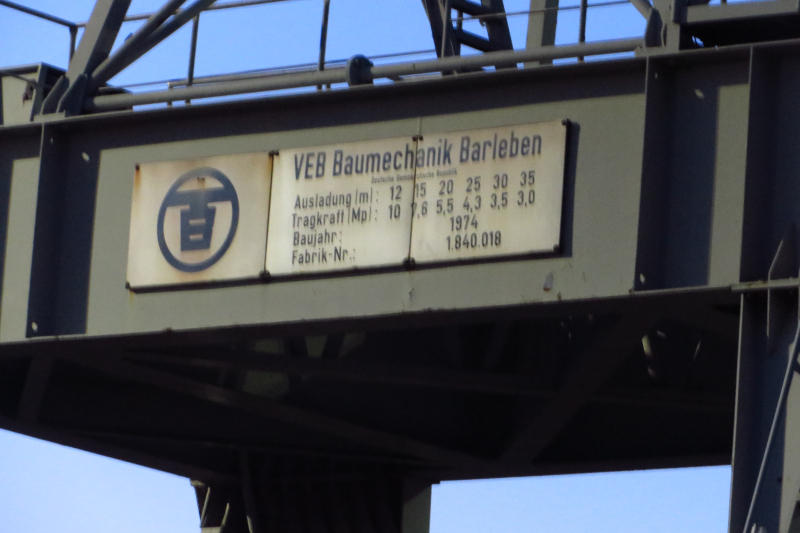 VEB Baumechanik Barleben
Deutsche Demokratische Republik
Ausladung |m|: 12 15 20 25 30 35
Tragkraft |Mp|: 10 7,6 5,5 4,3 3,5 3,0
Baujahr: 1974
Fabrik-Nr.: 1.840.018